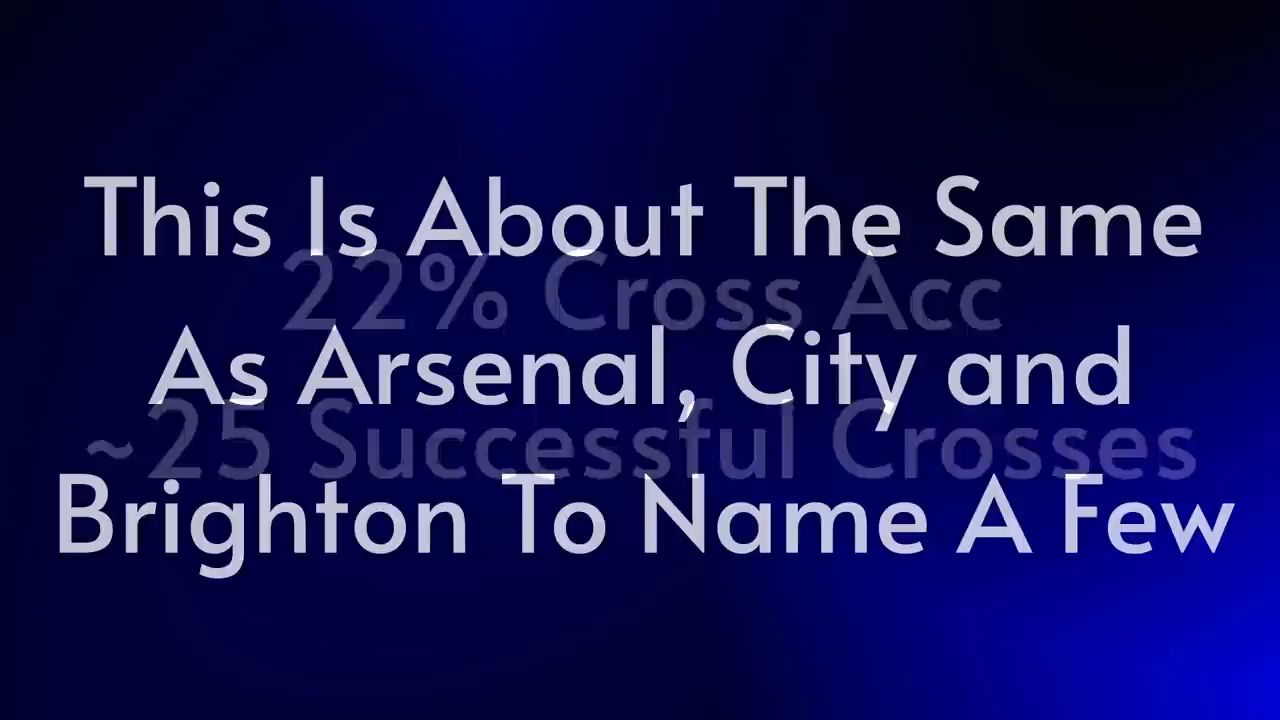 This Is About The Same
22% Cross Acc
As Arsenal, City and
~25 Successful Crosses
Brighton To Name A Few